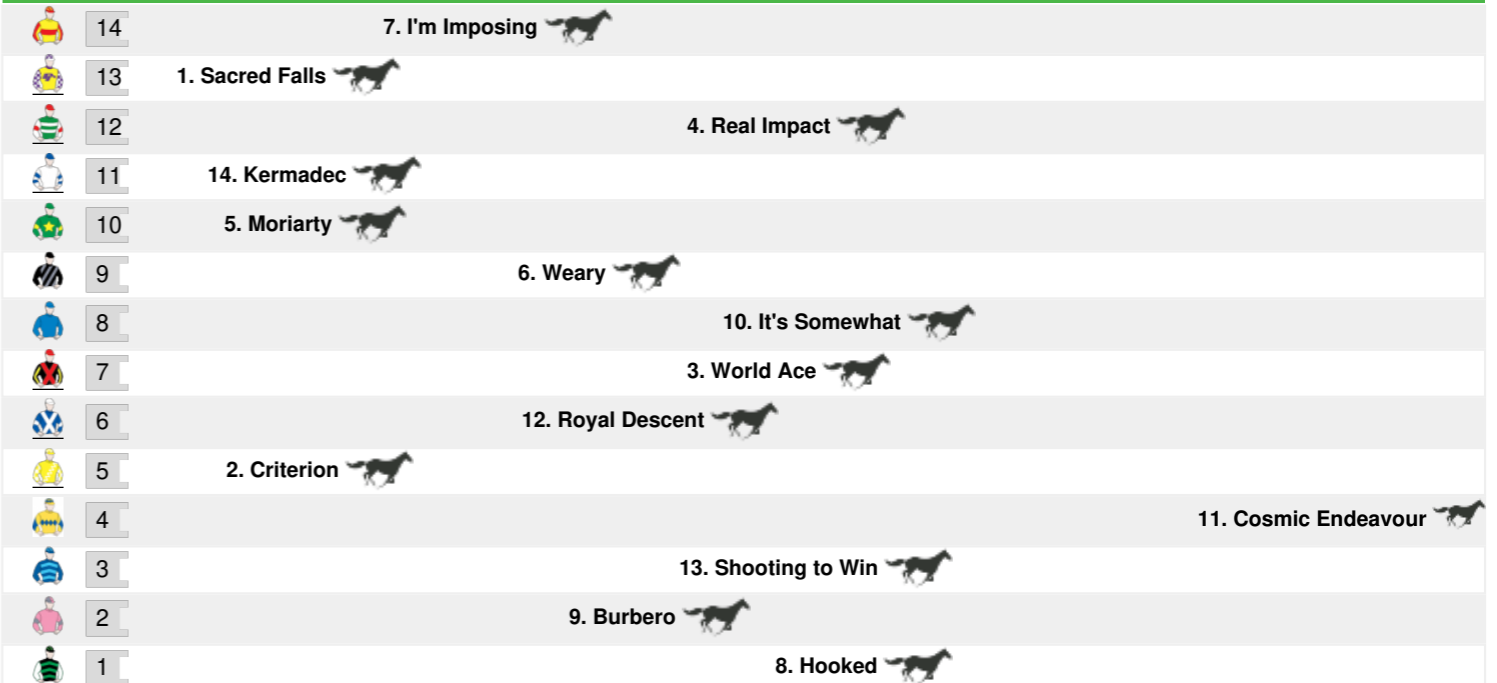 14 7. I'm Imposing
13 1. Sacred Falls
12 4. Real Impact
11 14. Kermadec
10 5. Moriarty
9 6. Weary
8 10. It's Somewhat
7 3. World Ace
6 12. Royal Descent
5 2. Criterion
4 11. Cosmic Endeavour
3 13. Shooting to Win
2 9. Burbero
1 8. Hooked